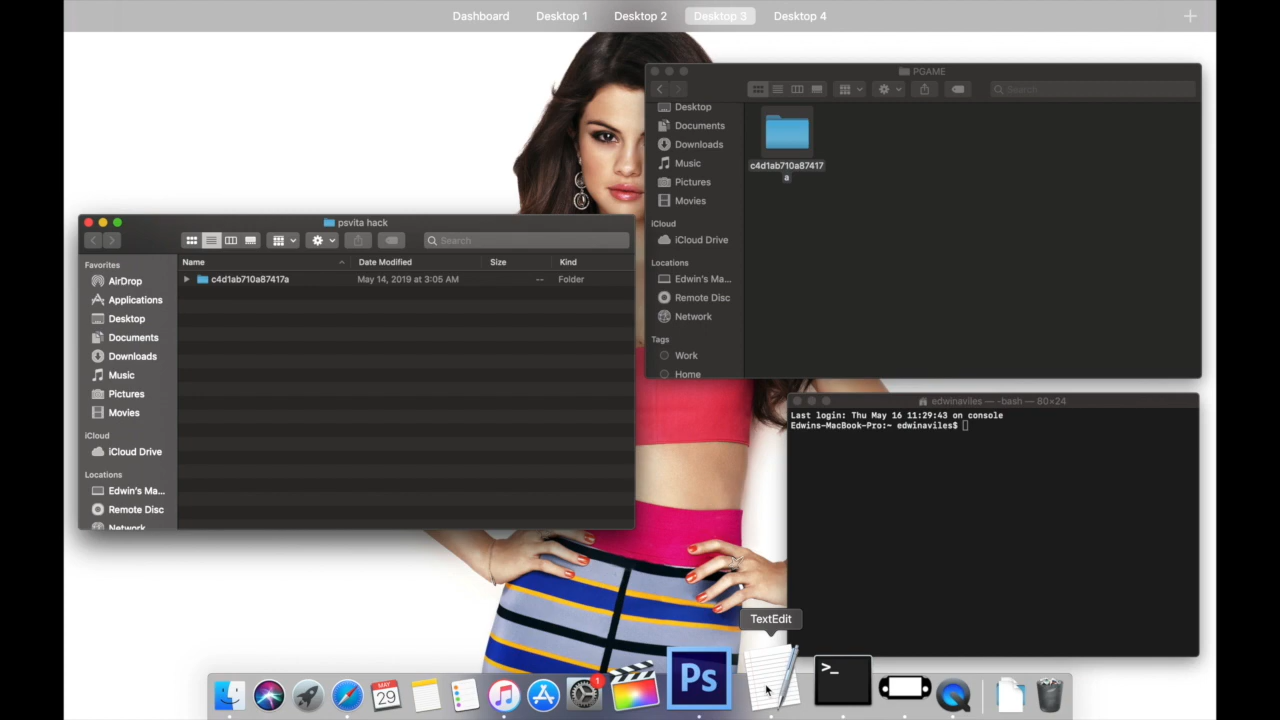 Dashboard Desktop 1 Desktop 2 Desktop 3 Desktop 4
PGAME
Search
Desktop
Documents
Downloads
Music
Pictures
Movies
iCloud
iCloud Drive
Locations
Edwin's Ma...
Remote Disc
Network
Tags
Work
Home
c4d1ab710a87417
a
psvita hack
Search
Favorites
AirDrop
Applications
Desktop
Documents
Downloads
Music
Pictures
Movies
iCloud
iCloud Drive
Locations
Edwin's Ma...
Remote Disc
Network
Name Date Modified Size Kind
c4d1ab710a87417a May 14, 2019 at 3:05 AM -- Folder
edwinaviles — -bash — 80×24
Last login: Thu May 16 11:29:43 on console
Edwins-MacBook-Pro:~ edwinaviles$
TextEdit
MAY
29
1
Ps
>_